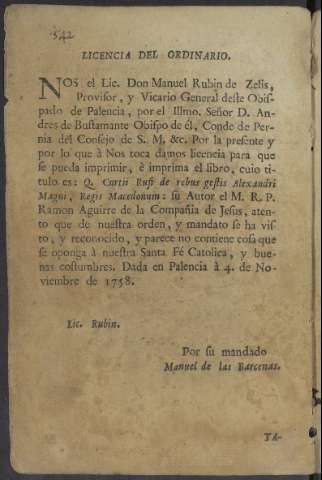 542
LICENCIA DEL ORDINARIO.
NOS el Lic. Don Manuel Rubin de Zelis,
Provisor, y Vicario General deste Obis-
pado de Palencia, por el Illmo. Señor D. An-
dres de Bustamante Obispo de él, Conde de Per-
nia del Consejo de S. M. &c. Por la presente y
por lo que à Nos toca damos licencia para que
se pueda imprimir, è imprima el libro, cuio ti-
tulo es: Q. Curtii Rufi de rebus gestis Alexandri
Magni, Regis Macedonum: su Autor el M. R. P.
Ramon Aguirre de la Compañia de Jesus, aten-
to que de nuestra orden, y mandato se ha vis-
to, y reconocido, y parece no contiene cosa que
se oponga à nuestra Santa Fé Catolica, y bue-
nas costumbres. Dada en Palencia à 4. de No-
viembre de 1758.
Lic. Rubin.
Por su mandado
Manuel de las Barcenas.
TA-